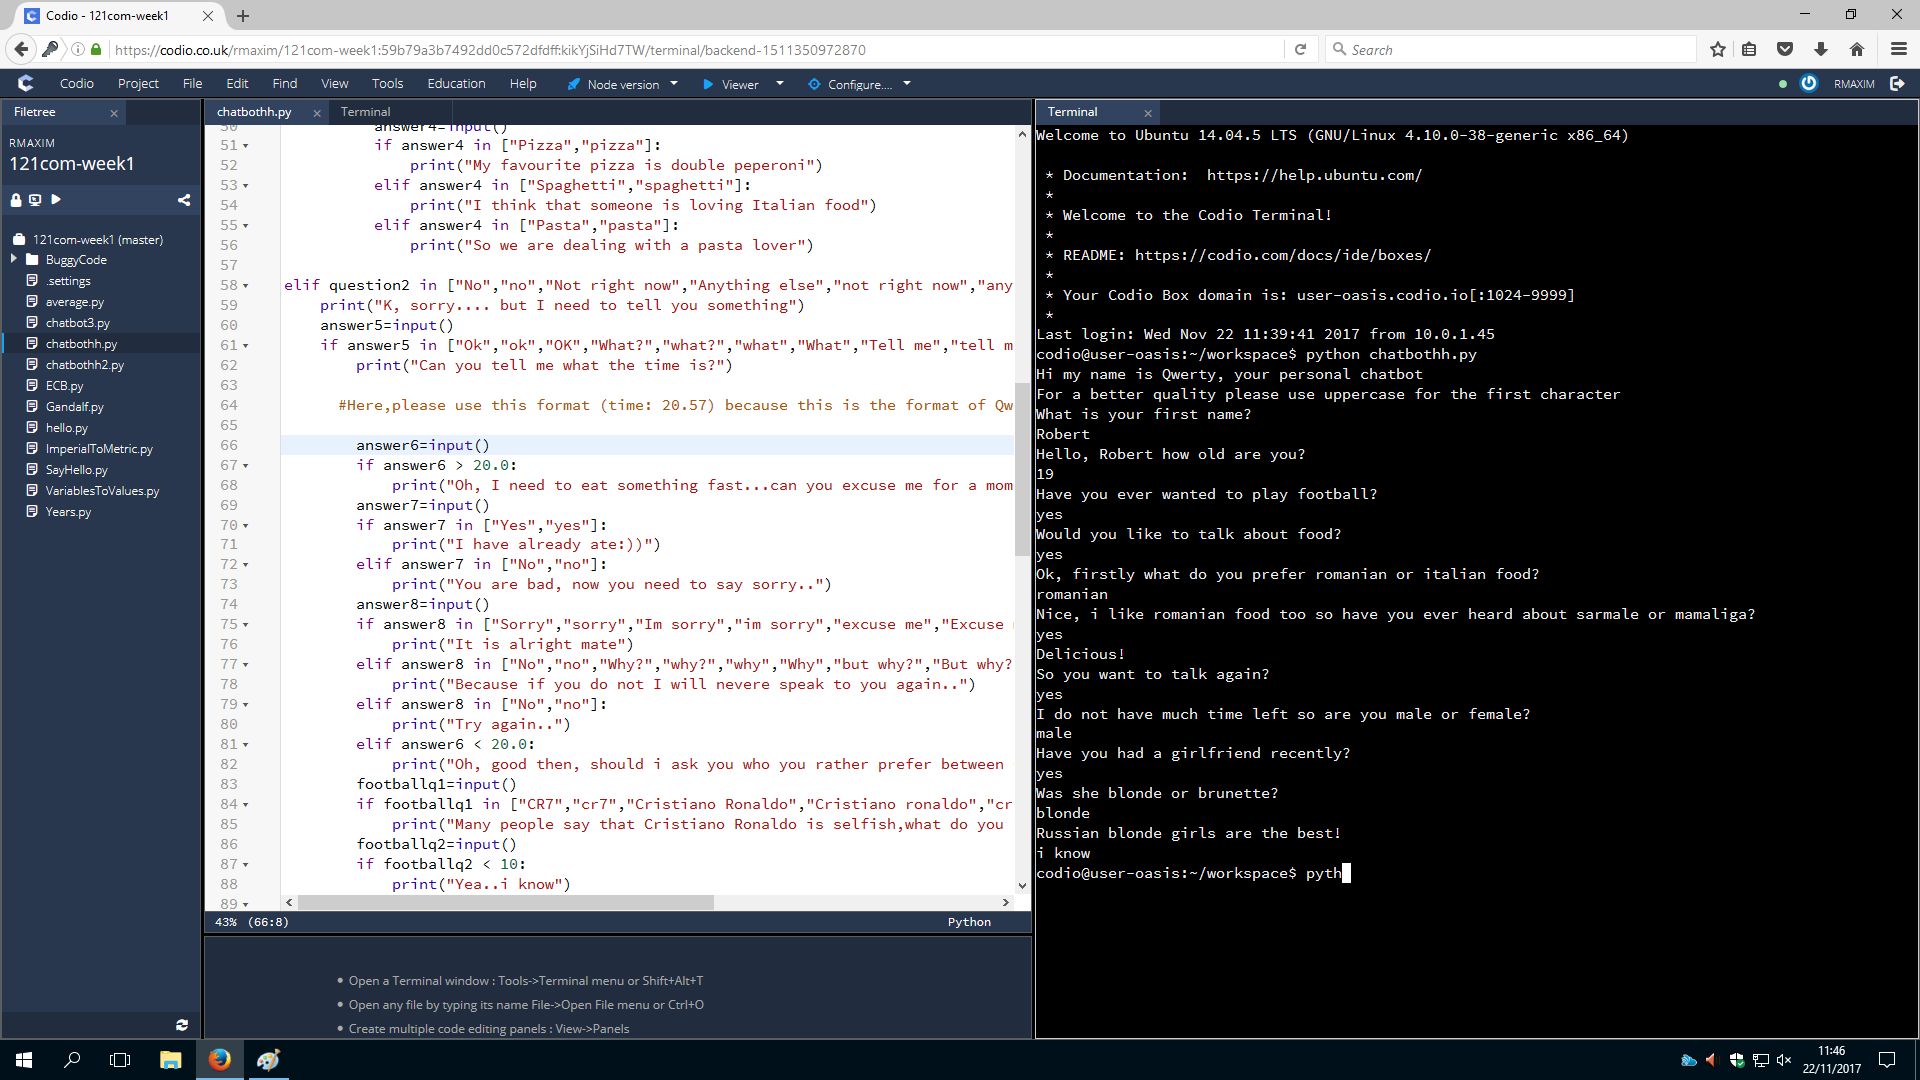 Codio - 121com-week1
https://codio.co.uk/rmaxim/121com-week1:59b79a3b7492dd0c572dfdff:kikYjSiHd7TW/terminal/backend-1511350972870
Search
Codio Project File Edit Find View Tools Education Help Node version Viewer Configure.... RMAXIM
Filetree
RMAXIM
121com-week1
121com-week1 (master)
BuggyCode
.settings
average.py
chatbot3.py
chatbothh.py
chatbothh2.py
ECB.py
Gandalf.py
hello.py
ImperialToMetric.py
SayHello.py
VariablesToValues.py
Years.py
chatbothh.py Terminal
50 answer4=input()
51 if answer4 in ["Pizza","pizza"]:
52 print("My favourite pizza is double peperoni")
53 elif answer4 in ["Spaghetti","spaghetti"]:
54 print("I think that someone is loving Italian food")
55 elif answer4 in ["Pasta","pasta"]:
56 print("So we are dealing with a pasta lover")
57
58 elif question2 in ["No","no","Not right now","Anything else","not right now","any
59 print("K, sorry.... but I need to tell you something")
60 answer5=input()
61 if answer5 in ["Ok","ok","OK","What?","what?","what","What","Tell me","tell m
62 print("Can you tell me what the time is?")
63
64 #Here,please use this format (time: 20.57) because this is the format of Qw
65
66 answer6=input()
67 if answer6 > 20.0:
68 print("Oh, I need to eat something fast...can you excuse me for a mom
69 answer7=input()
70 if answer7 in ["Yes","yes"]:
71 print("I have already ate:))")
72 elif answer7 in ["No","no"]:
73 print("You are bad, now you need to say sorry..")
74 answer8=input()
75 if answer8 in ["Sorry","sorry","Im sorry","im sorry","excuse me","Excuse
76 print("It is alright mate")
77 elif answer8 in ["No","no","Why?","why?","why","Why","but why?","But why?
78 print("Because if you do not I will nevere speak to you again..")
79 elif answer8 in ["No","no"]:
80 print("Try again..")
81 elif answer6 < 20.0:
82 print("Oh, good then, should i ask you who you rather prefer between
83 footballq1=input()
84 if footballq1 in ["CR7","cr7","Cristiano Ronaldo","Cristiano ronaldo","cr
85 print("Many people say that Cristiano Ronaldo is selfish,what do you
86 footballq2=input()
87 if footballq2 < 10:
88 print("Yea..i know")
89
43% (66:8) Python
Open a Terminal window : Tools->Terminal menu or Shift+Alt+T
Open any file by typing its name File->Open File menu or Ctrl+O
Create multiple code editing panels : View->Panels
Terminal
Welcome to Ubuntu 14.04.5 LTS (GNU/Linux 4.10.0-38-generic x86_64)
* Documentation: https://help.ubuntu.com/
*
* Welcome to the Codio Terminal!
*
* README: https://codio.com/docs/ide/boxes/
*
* Your Codio Box domain is: user-oasis.codio.io[:1024-9999]
*
Last login: Wed Nov 22 11:39:41 2017 from 10.0.1.45
codio@user-oasis:~/workspace$ python chatbothh.py
Hi my name is Qwerty, your personal chatbot
For a better quality please use uppercase for the first character
What is your first name?
Robert
Hello, Robert how old are you?
19
Have you ever wanted to play football?
yes
Would you like to talk about food?
yes
Ok, firstly what do you prefer romanian or italian food?
romanian
Nice, i like romanian food too so have you ever heard about sarmale or mamaliga?
yes
Delicious!
So you want to talk again?
yes
I do not have much time left so are you male or female?
male
Have you had a girlfriend recently?
yes
Was she blonde or brunette?
blonde
Russian blonde girls are the best!
i know
codio@user-oasis:~/workspace$ pyth
11:46
22/11/2017